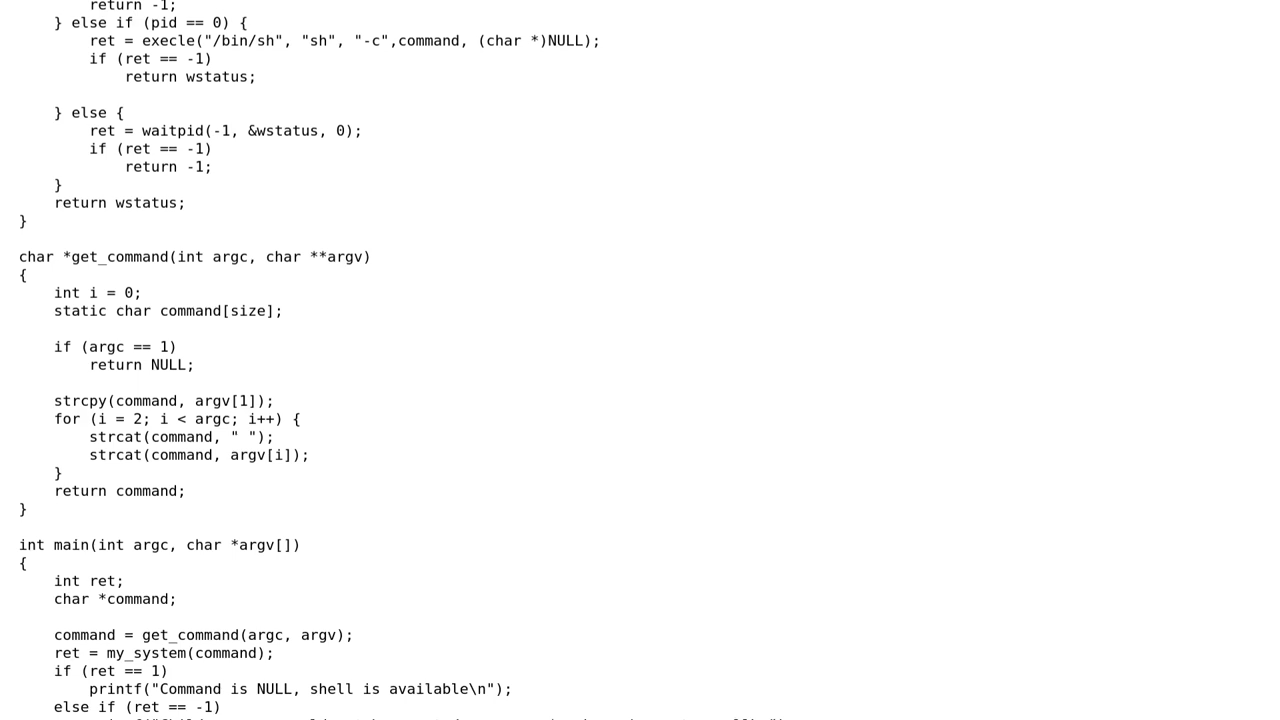 return -1;
} else if (pid == 0) {
ret = execle("/bin/sh", "sh", "-c",command, (char *)NULL);
if (ret == -1)
return wstatus;
} else {
ret = waitpid(-1, &wstatus, 0);
if (ret == -1)
return -1;
}
return wstatus;
}
char *get_command(int argc, char **argv)
{
int i = 0;
static char command[size];
if (argc == 1)
return NULL;
strcpy(command, argv[1]);
for (i = 2; i < argc; i++) {
strcat(command, " ");
strcat(command, argv[i]);
}
return command;
}
int main(int argc, char *argv[])
{
int ret;
char *command;
command = get_command(argc, argv);
ret = my_system(command);
if (ret == 1)
printf("Command is NULL, shell is available\n");
else if (ret == -1)